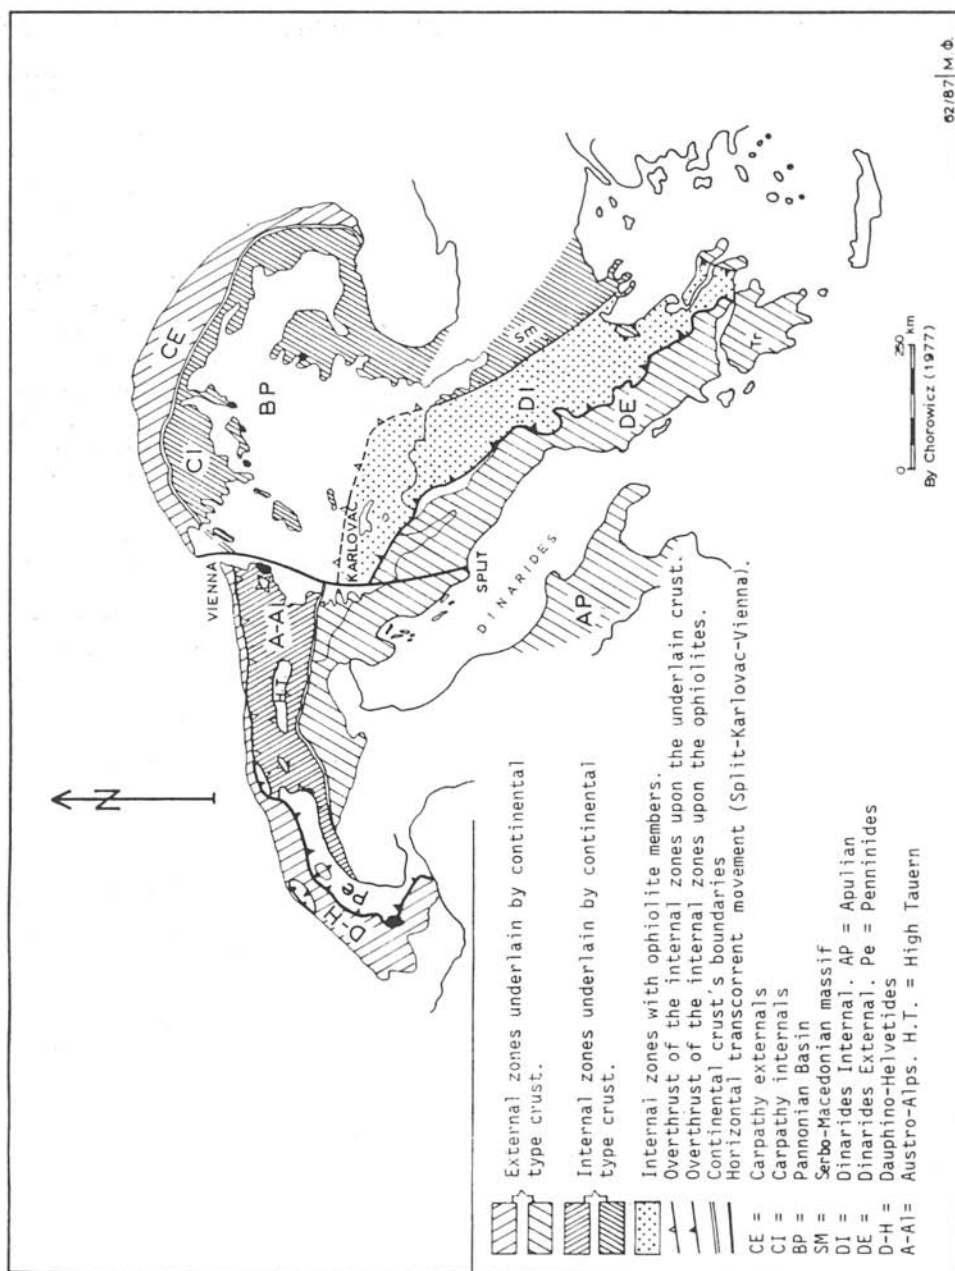 N
VIENNA
CE
CI
BP
A-Al
H.T.
D-H
Pe
KARLOVAC
SPLIT
DINARIDES
AP
DI
DE
Sm
Tr
0 250
km
By Chorowicz (1977)
62/87 М.Ф.
External zones underlain by continental
type crust.
Internal zones underlain by continental
type crust.
Internal zones with ophiolite members.
Overthrust of the internal zones upon the underlain crust.
Overthrust of the internal zones upon the ophiolites.
Continental crust's boundaries
Horizontal transcorrent movement (Split-Karlovac-Vienna).
CE = Carpathy externals
CI = Carpathy internals
BP = Pannonian Basin
SM = Serbo-Macedonian massif
DI = Dinarides Internal. AP = Apulian
DE = Dinarides External. Pe = Penninides
D-H = Dauphino-Helvetides
A-Al= Austro-Alps. H.T. = High Tauern